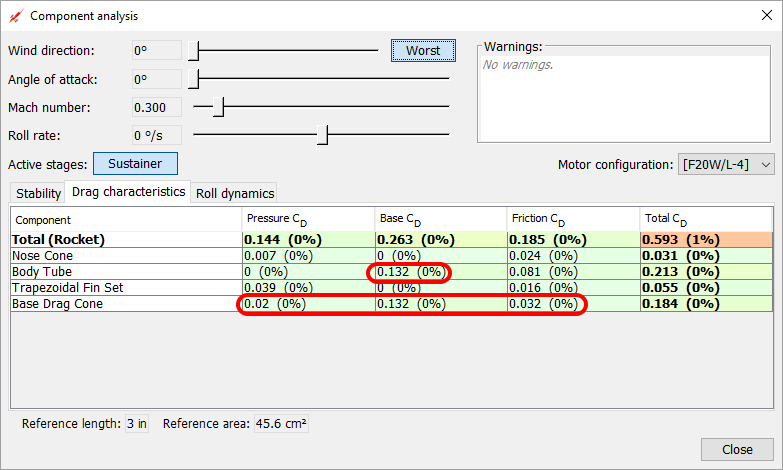 Component analysis
Wind direction: 0° Worst
Warnings:
No warnings.
Angle of attack: 0°
Mach number: 0.300
Roll rate: 0 °/s
Active stages: Sustainer Motor configuration: [F20W/L-4]
Stability Drag characteristics Roll dynamics
Component Pressure CD Base CD Friction CD Total CD
Total (Rocket) 0.144 (0%) 0.263 (0%) 0.185 (0%) 0.593 (1%)
Nose Cone 0.007 (0%) 0 (0%) 0.024 (0%) 0.031 (0%)
Body Tube 0 (0%) 0.132 (0%) 0.081 (0%) 0.213 (0%)
Trapezoidal Fin Set 0.039 (0%) 0 (0%) 0.016 (0%) 0.055 (0%)
Base Drag Cone 0.02 (0%) 0.132 (0%) 0.032 (0%) 0.184 (0%)
Reference length: 3 in Reference area: 45.6 cm²
Close